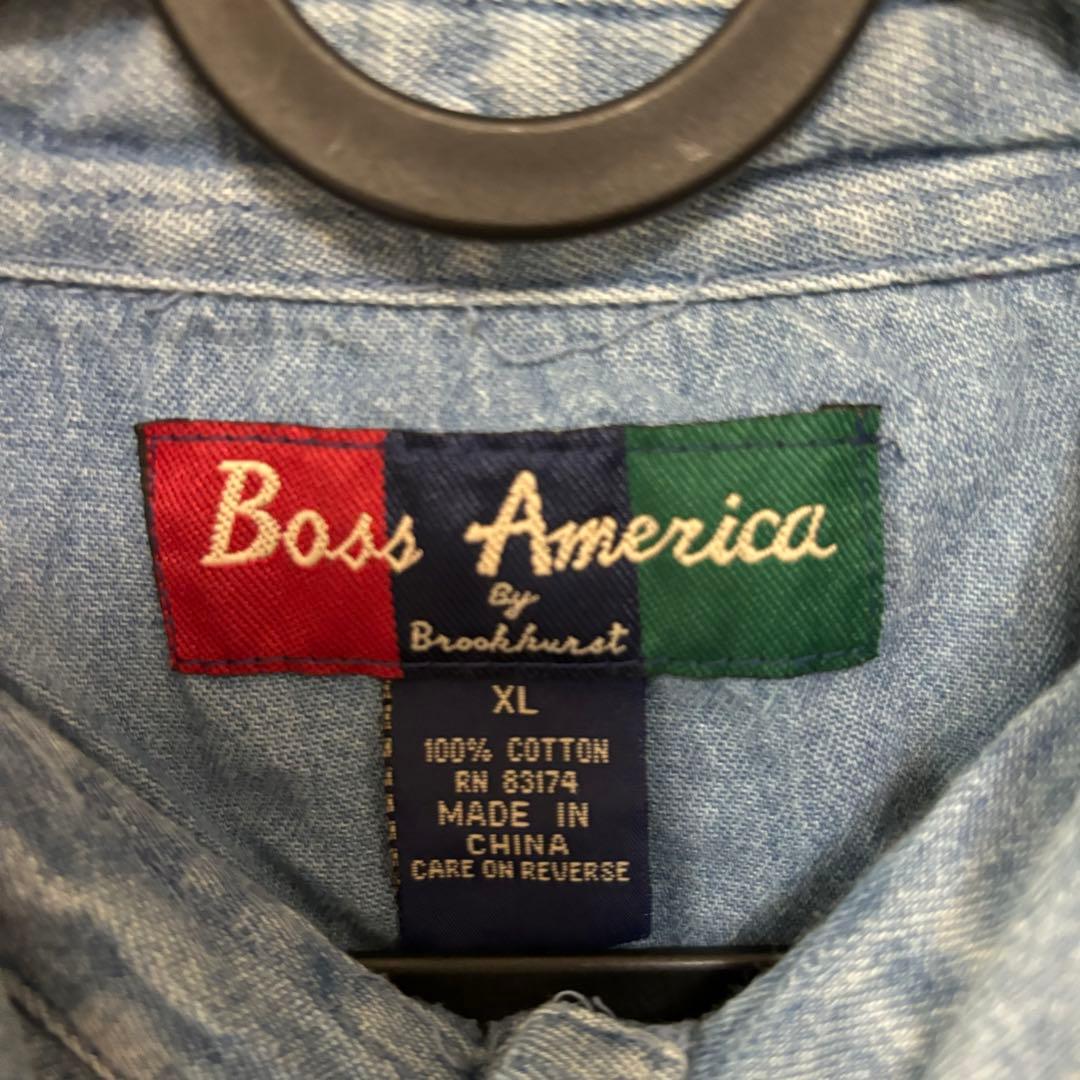 Boss America
By
Brookhurst
XL
100% COTTON
RN 83174
MADE IN
CHINA
CARE ON REVERSE